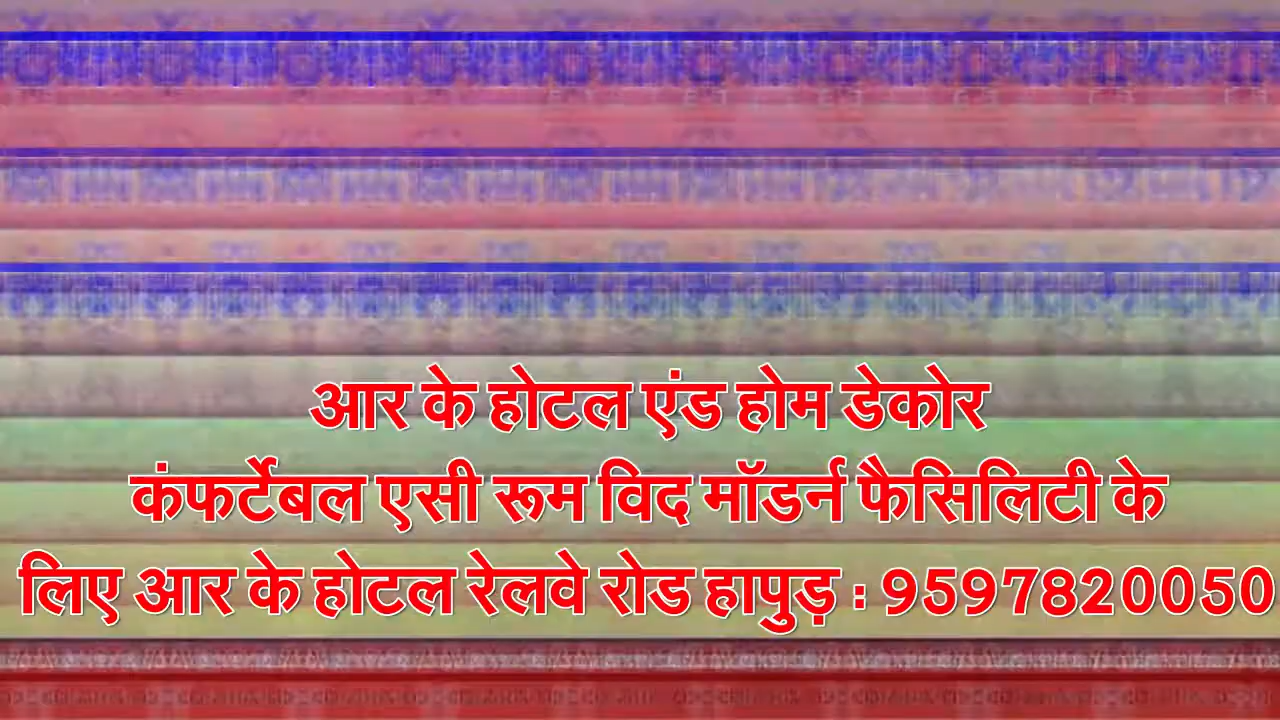 आर के होटल एंड होम डेकोर
कंफर्टेबल एसी रूम विद मॉडर्न फैसिलिटी के
लिए आर के होटल रेलवे रोड हापुड़ : 9597820050